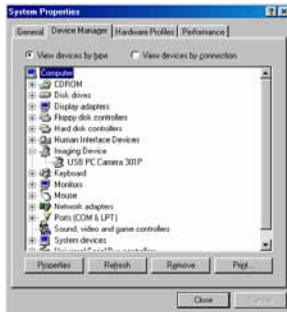 System Properties
General Device Manager Hardware Profiles Performance
View devices by type View devices by connection
Computer
CDROM
Disk drives
Display adapters
Floppy disk controllers
Hard disk controllers
Human Interface Devices
Imaging Device
USB PC Camera 301P
Keyboard
Monitors
Mouse
Network adapters
Ports (COM & LPT)
Sound, video and game controllers
System devices
Properties Refresh Remove Print...
Close